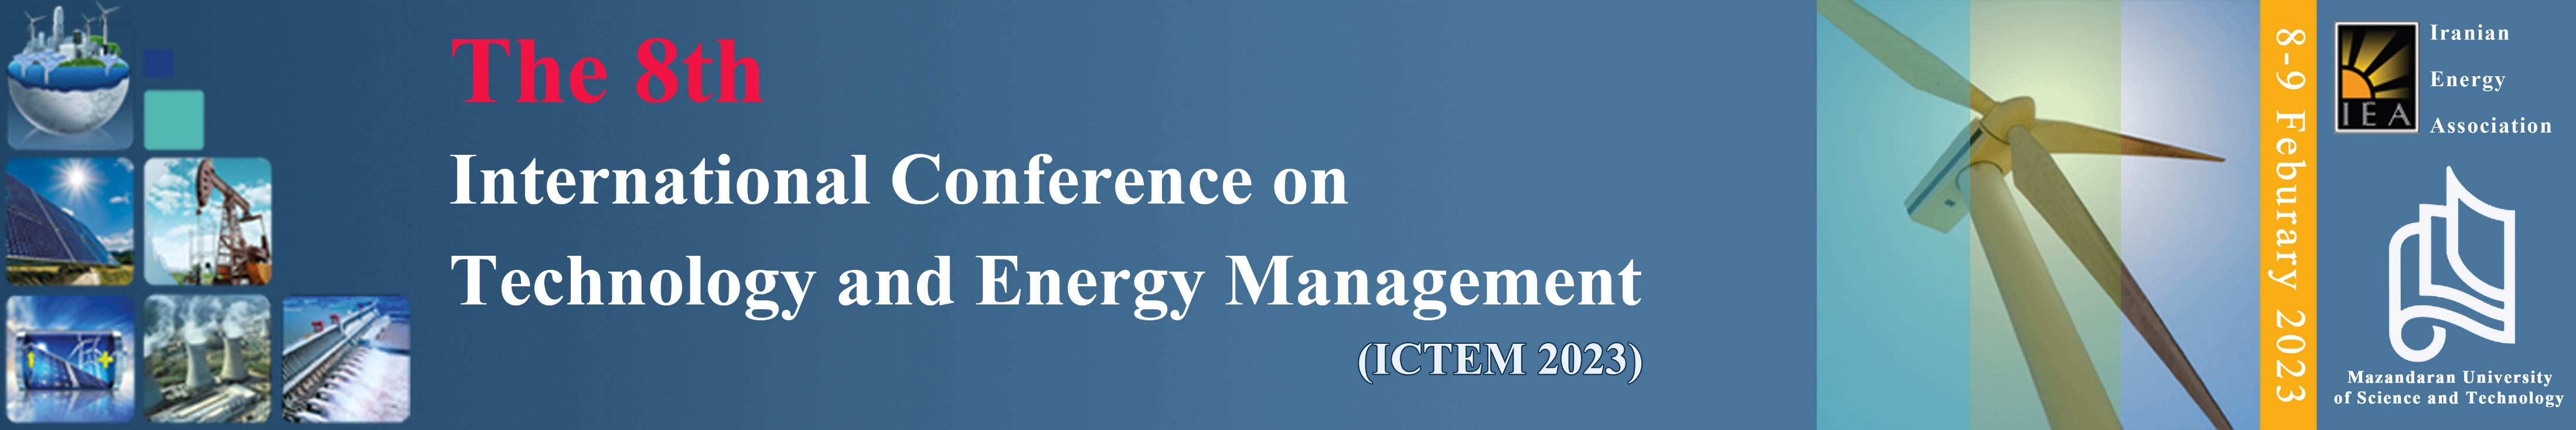 The 8th
International Conference on
Technology and Energy Management
(ICTEM 2023)
8-9 Feburary 2023
IEA
Iranian
Energy
Association
Mazandaran University
of Science and Technology